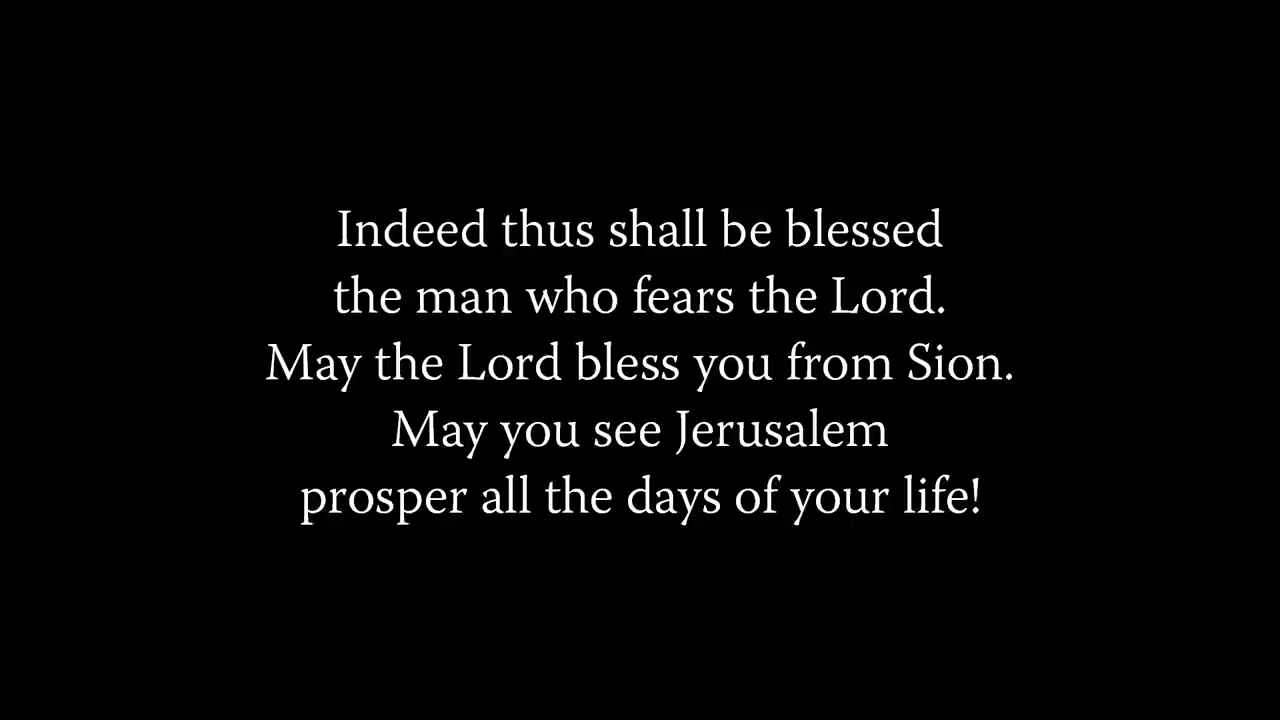 Indeed thus shall be blessed
the man who fears the Lord.
May the Lord bless you from Sion.
May you see Jerusalem
prosper all the days of your life!